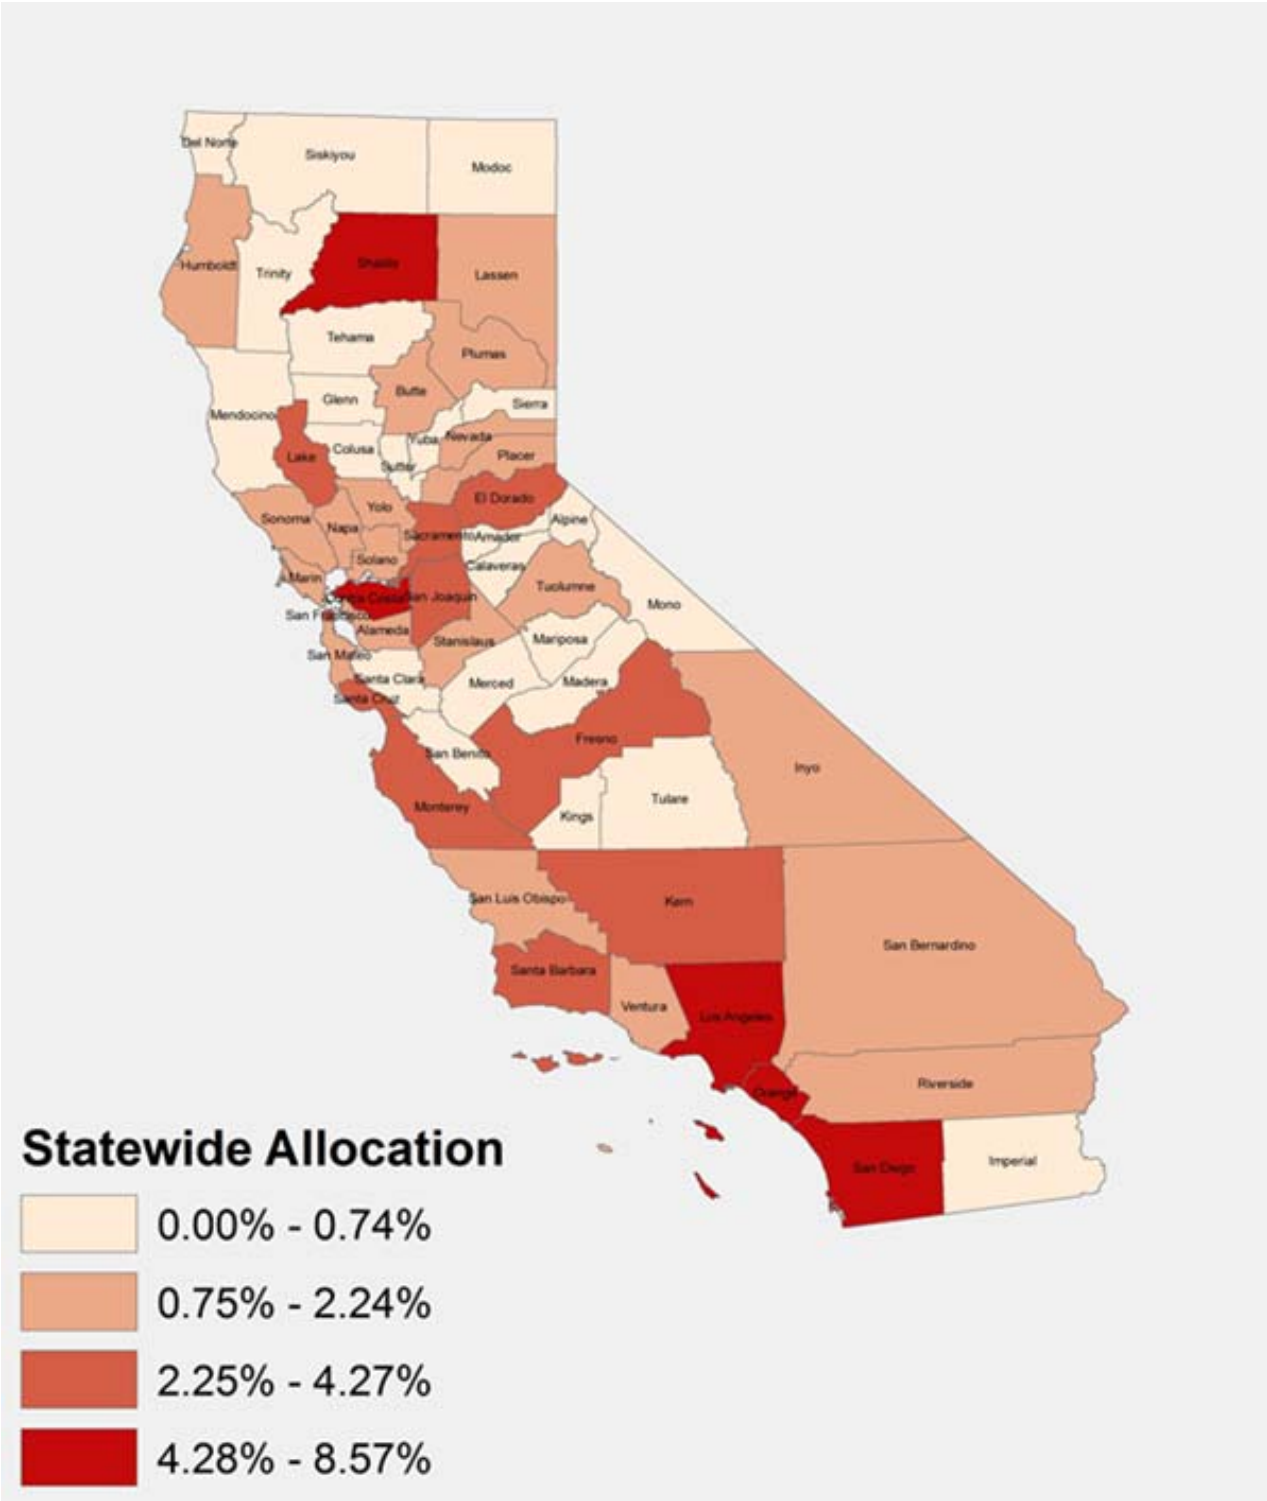 Del Norte
Siskiyou
Modoc
Humboldt
Trinity
Shasta
Lassen
Tehama
Plumas
Butte
Glenn
Sierra
Mendocino
Colusa
Yuba
Nevada
Lake
Sutter
Placer
El Dorado
Yolo
Sonoma
Napa
Alpine
Sacramento
Amador
Solano
Calaveras
Marin
Tuolumne
Contra Costa
San Joaquin
Mono
San Francisco
Alameda
Stanislaus
Mariposa
San Mateo
Santa Clara
Merced
Madera
Santa Cruz
Fresno
San Benito
Inyo
Monterey
Tulare
Kings
San Luis Obispo
Kern
San Bernardino
Santa Barbara
Ventura
Los Angeles
Orange
Riverside
San Diego
Imperial
Statewide Allocation
0.00% - 0.74%
0.75% - 2.24%
2.25% - 4.27%
4.28% - 8.57%